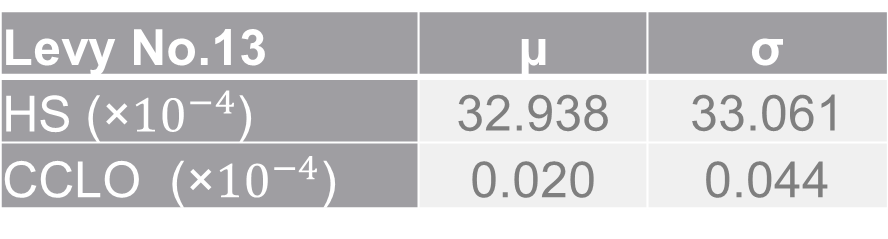 Levy No.13 μ σ
HS (×10⁻⁴) 32.938 33.061
CCLO (×10⁻⁴) 0.020 0.044